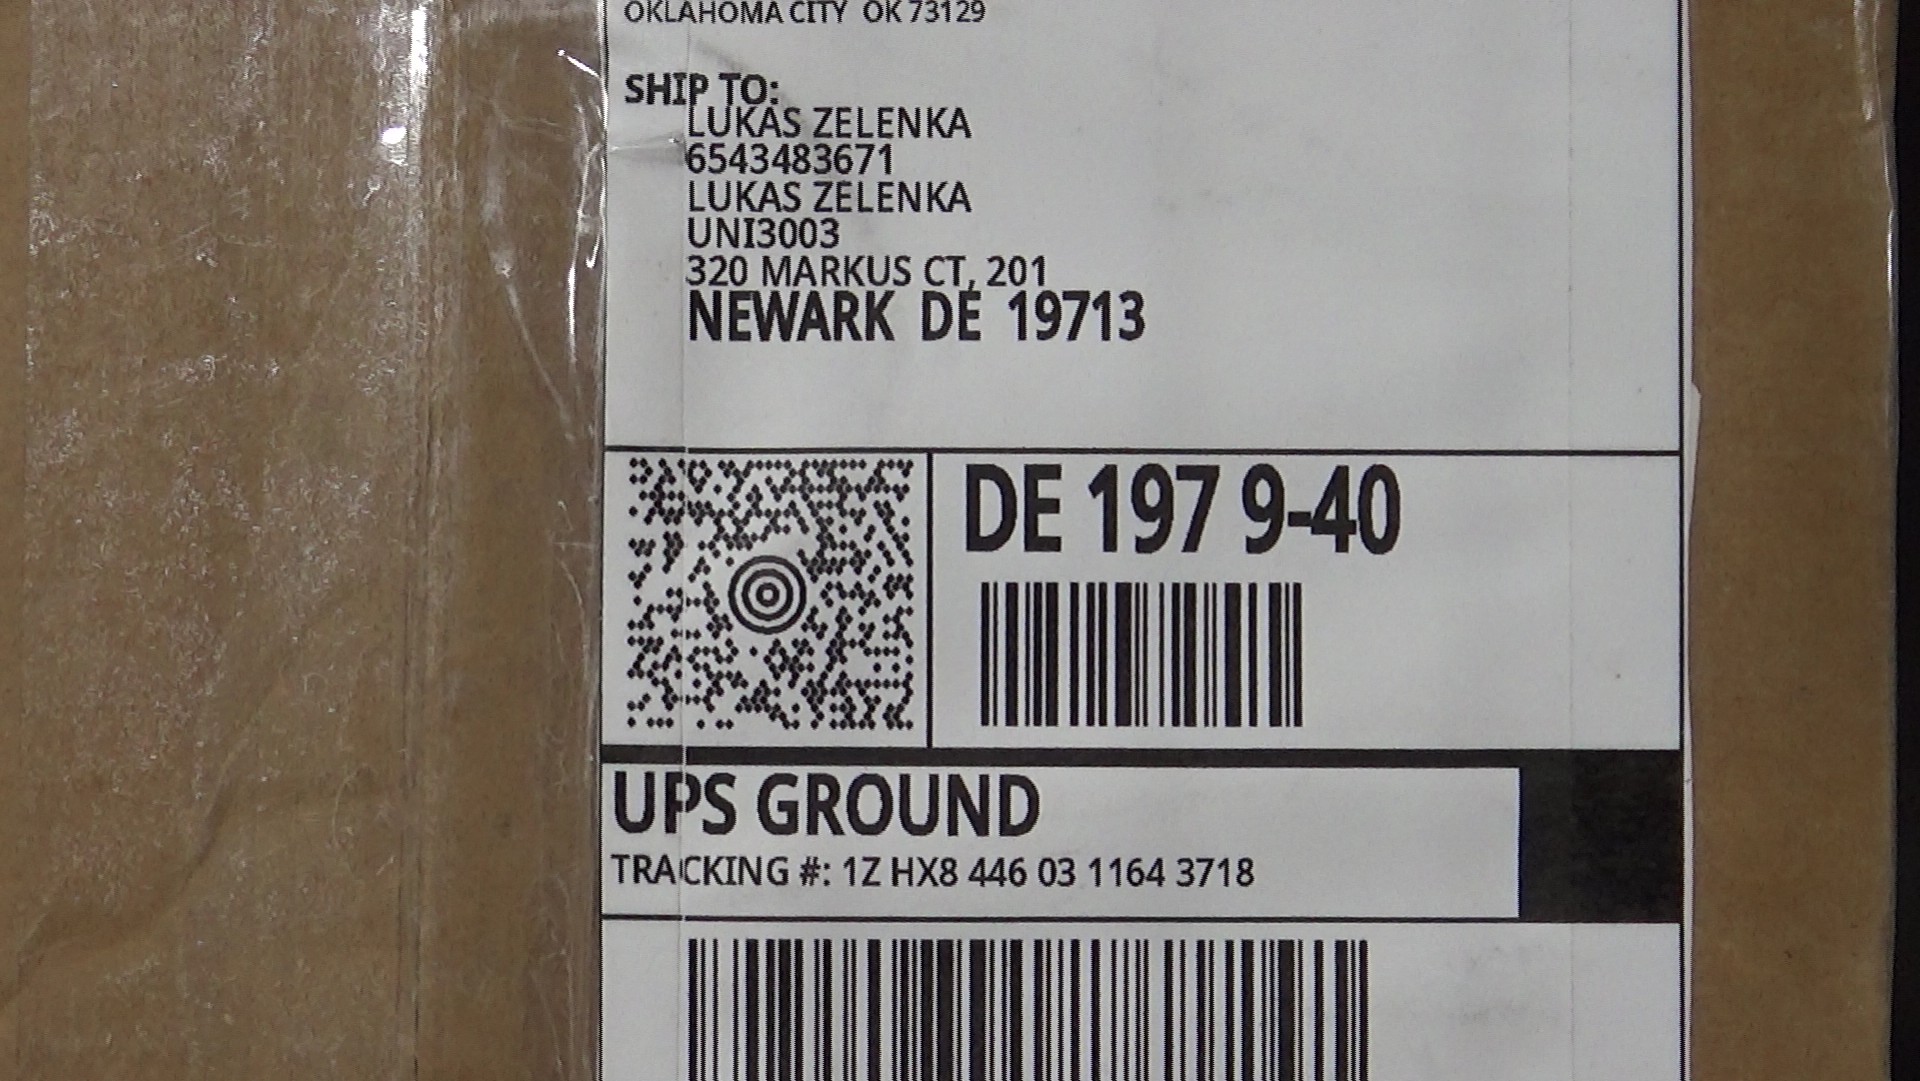 OKLAHOMA CITY OK 73129
SHIP TO:
LUKAS ZELENKA
6543483671
LUKAS ZELENKA
UNI3003
320 MARKUS CT, 201
NEWARK DE 19713
DE 197 9-40
UPS GROUND
TRACKING #: 1Z HX8 446 03 1164 3718